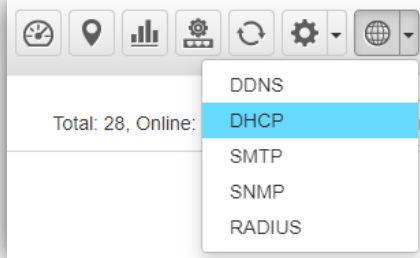 DDNS
Total: 28, Online:
DHCP
SMTP
SNMP
RADIUS